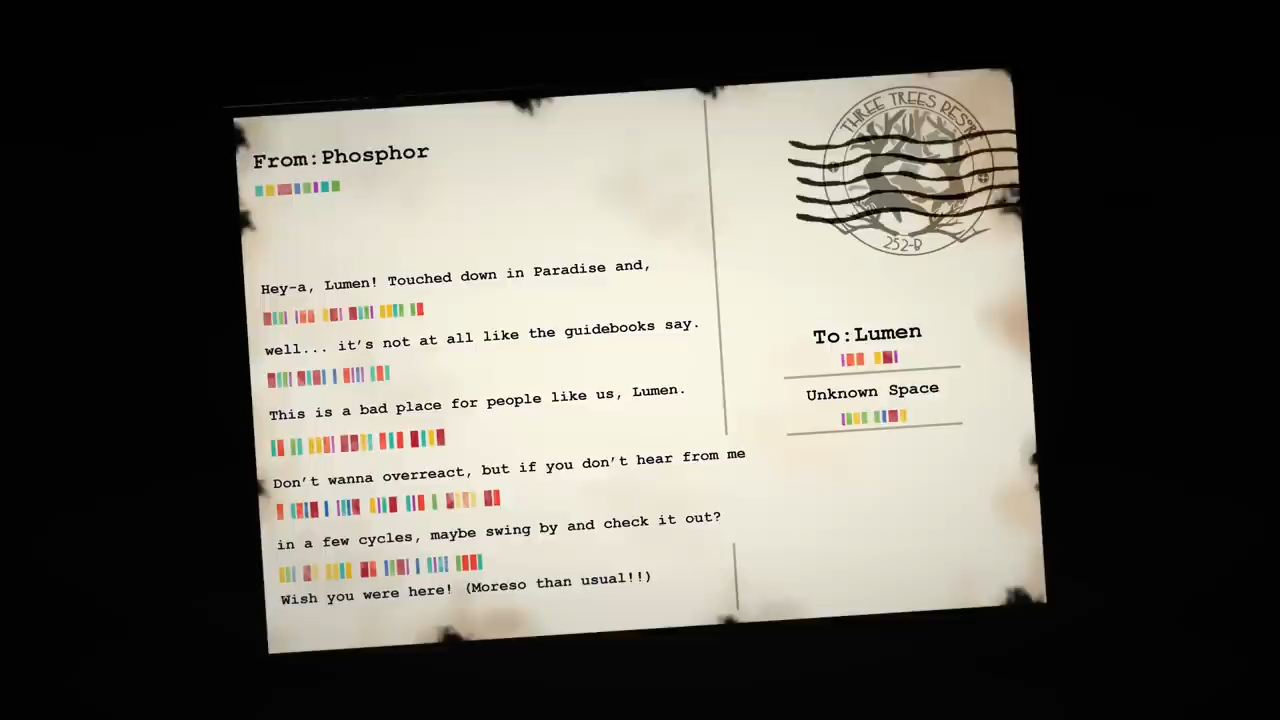 THREE TREES RESORT
252-B
From:Phosphor
Hey-a, Lumen! Touched down in Paradise and,
well... it's not at all like the guidebooks say.
This is a bad place for people like us, Lumen.
Don't wanna overreact, but if you don't hear from me
in a few cycles, maybe swing by and check it out?
Wish you were here! (Moreso than usual!!)
To:Lumen
Unknown Space